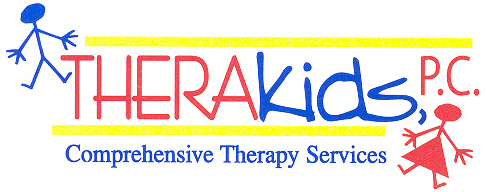 THERAkids, P.C.
Comprehensive Therapy Services